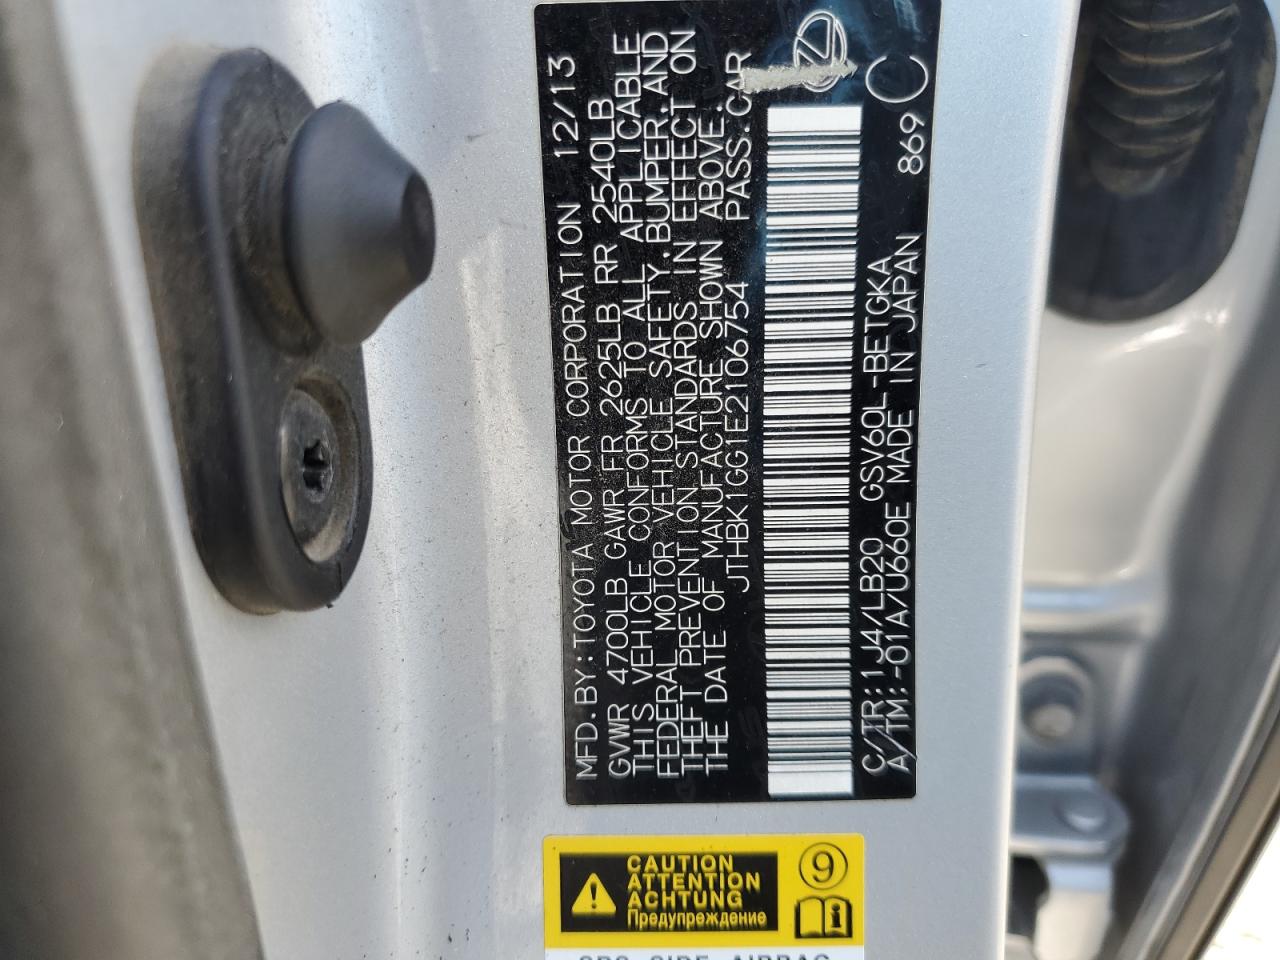 MFD.BY:TOYOTA MOTOR CORPORATION 12/13
GVWR 4700LB GAWR FR 2625LB RR 2540LB
THIS VEHICLE CONFORMS TO ALL APPLICABLE
FEDERAL MOTOR VEHICLE SAFETY,BUMPER,AND
THEFT PREVENTION STANDARDS IN EFFECT ON
THE DATE OF MANUFACTURE SHOWN ABOVE.
JTHBK1GG1E2106754 PASS.CAR
C/TR:1J4/LB20 GSV60L-BETGKA 869 C
A/TM:-01A/U660E MADE IN JAPAN
CAUTION
ATTENTION
ACHTUNG
Предупреждение
9
SRS SIDE AIRBAG